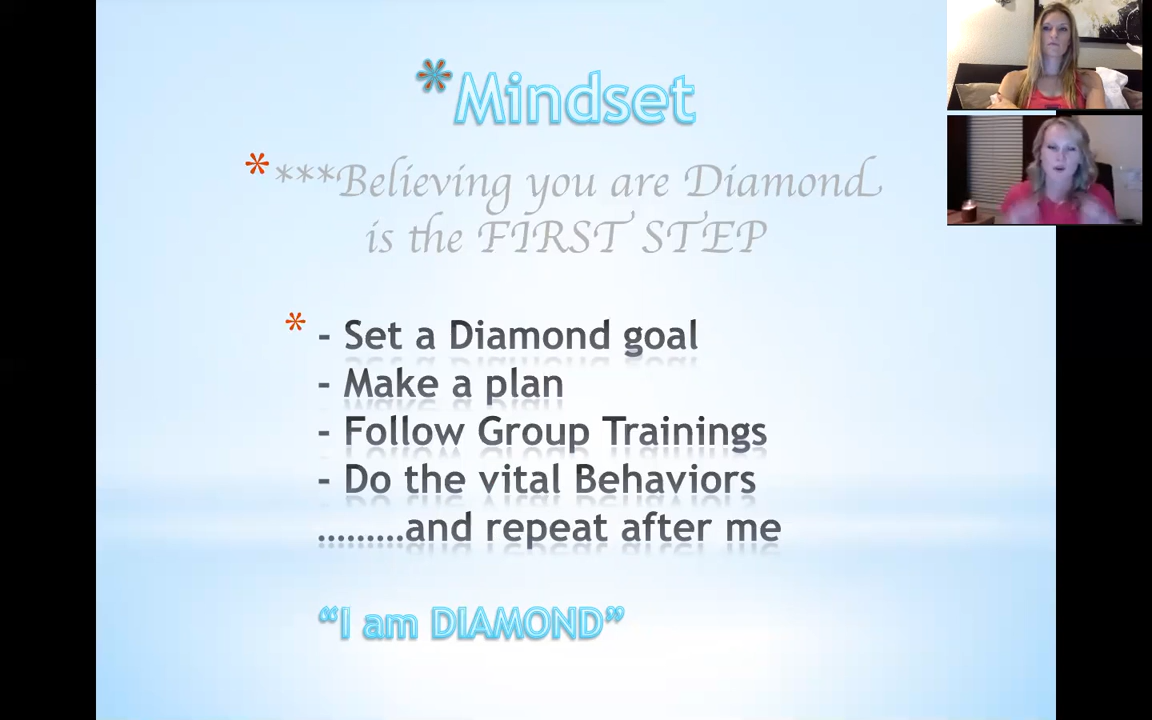 *Mindset
* ***Believing you are Diamond
is the FIRST STEP
* - Set a Diamond goal
- Make a plan
- Follow Group Trainings
- Do the vital Behaviors
.........and repeat after me
“I am DIAMOND”